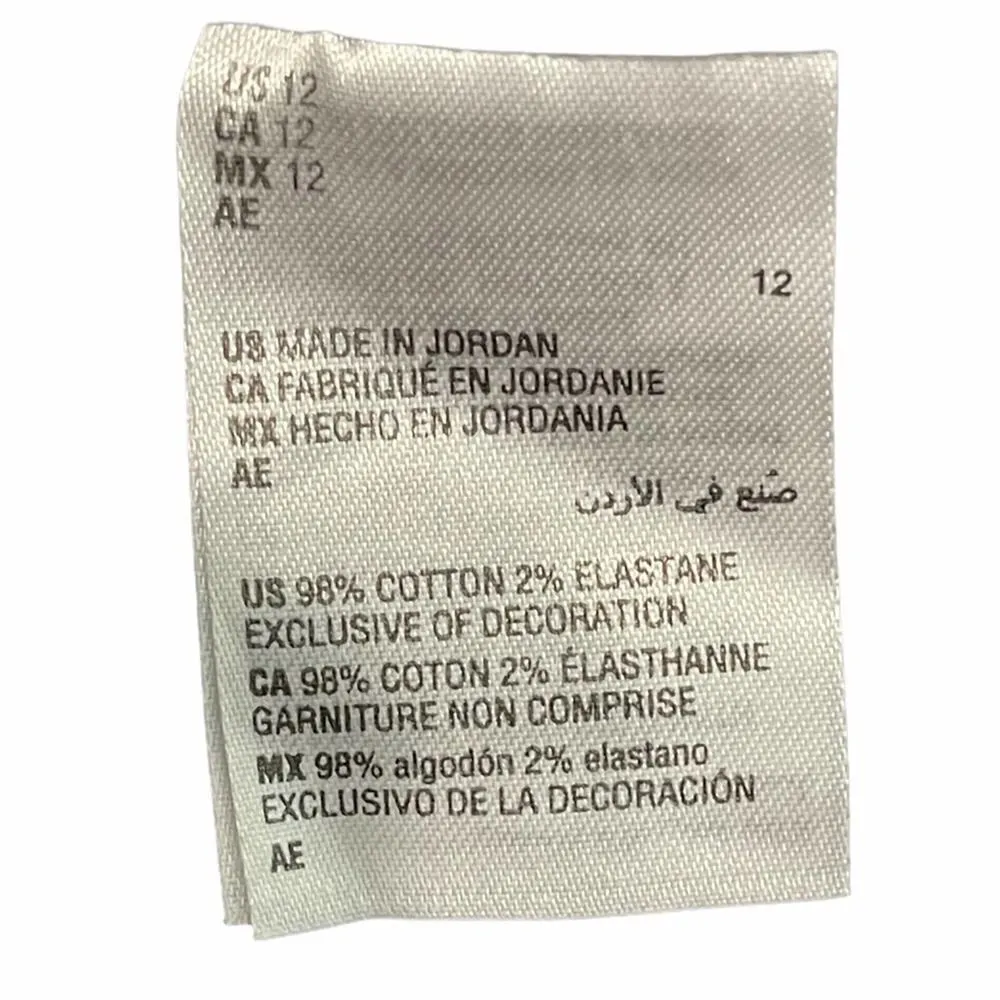 US 12
CA 12
MX 12
AE
12
US MADE IN JORDAN
CA FABRIQUÉ EN JORDANIE
MX HECHO EN JORDANIA
AE
صُنع في الأردن
US 98% COTTON 2% ELASTANE
EXCLUSIVE OF DECORATION
CA 98% COTON 2% ÉLASTHANNE
GARNITURE NON COMPRISE
MX 98% algodón 2% elastano
EXCLUSIVO DE LA DECORACIÓN
AE